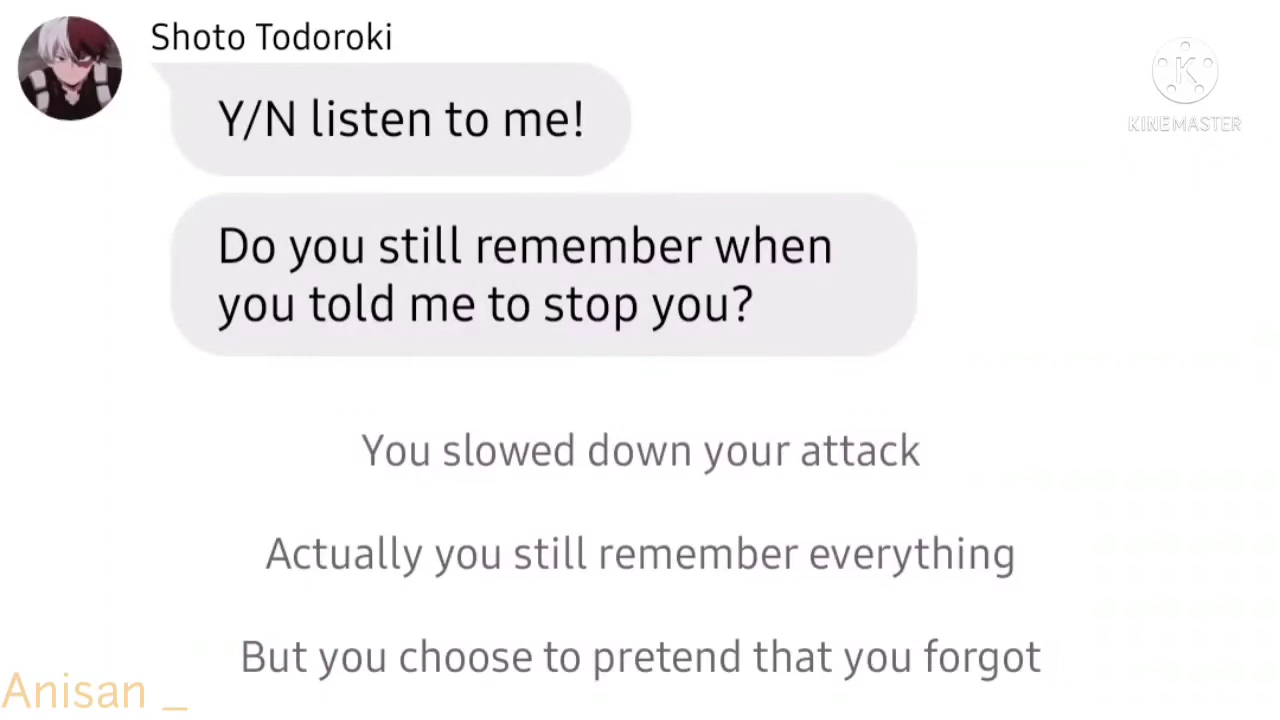 Shoto Todoroki
Y/N listen to me!
Do you still remember when
you told me to stop you?
You slowed down your attack
Actually you still remember everything
But you choose to pretend that you forgot
K
KINEMASTER
Anisan _